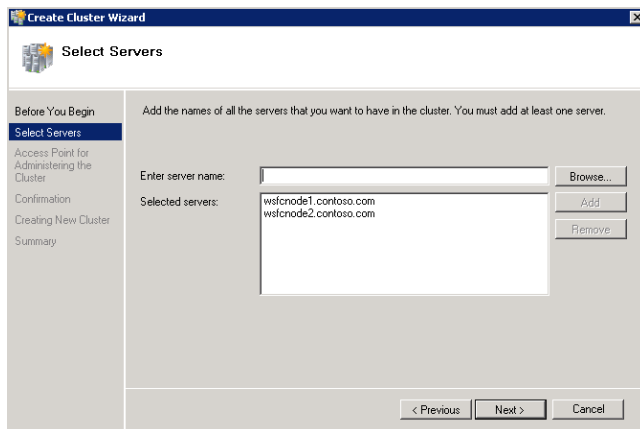 Create Cluster Wizard
Select Servers
Before You Begin
Select Servers
Access Point for
Administering the
Cluster
Confirmation
Creating New Cluster
Summary
Add the names of all the servers that you want to have in the cluster. You must add at least one server.
Enter server name:
Browse...
Selected servers:
wsfcnode1.contoso.com
wsfcnode2.contoso.com
Add
Remove
< Previous
Next >
Cancel